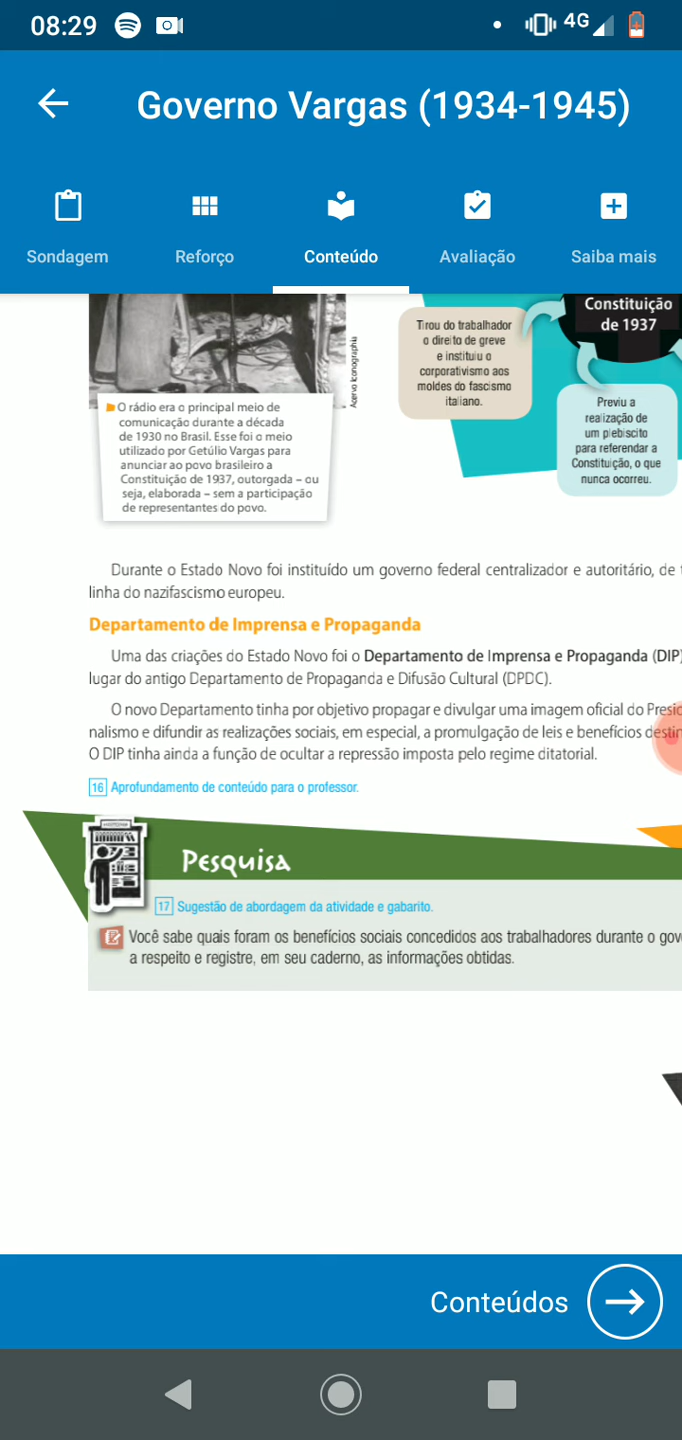 08:29
4G
Governo Vargas (1934-1945)
Sondagem
Reforço
Conteúdo
Avaliação
Saiba mais
Constituição
de 1937
Tirou do trabalhador
o direito de greve
e instituiu o
corporativismo aos
moldes do fascismo
italiano.
Previu a
realização de
um plebiscito
para referendar a
Constituição, o que
nunca ocorreu.
Acervo Iconographia
O rádio era o principal meio de
comunicação durante a década
de 1930 no Brasil. Esse foi o meio
utilizado por Getúlio Vargas para
anunciar ao povo brasileiro a
Constituição de 1937, outorgada – ou
seja, elaborada – sem a participação
de representantes do povo.
Durante o Estado Novo foi instituído um governo federal centralizador e autoritário, de
linha do nazifascismo europeu.
Departamento de Imprensa e Propaganda
Uma das criações do Estado Novo foi o Departamento de Imprensa e Propaganda (DIP)
lugar do antigo Departamento de Propaganda e Difusão Cultural (DPDC).
O novo Departamento tinha por objetivo propagar e divulgar uma imagem oficial do Presid
nalismo e difundir as realizações sociais, em especial, a promulgação de leis e benefícios destin
O DIP tinha ainda a função de ocultar a repressão imposta pelo regime ditatorial.
16 Aprofundamento de conteúdo para o professor.
Pesquisa
17 Sugestão de abordagem da atividade e gabarito.
Você sabe quais foram os benefícios sociais concedidos aos trabalhadores durante o gov
a respeito e registre, em seu caderno, as informações obtidas.
Conteúdos